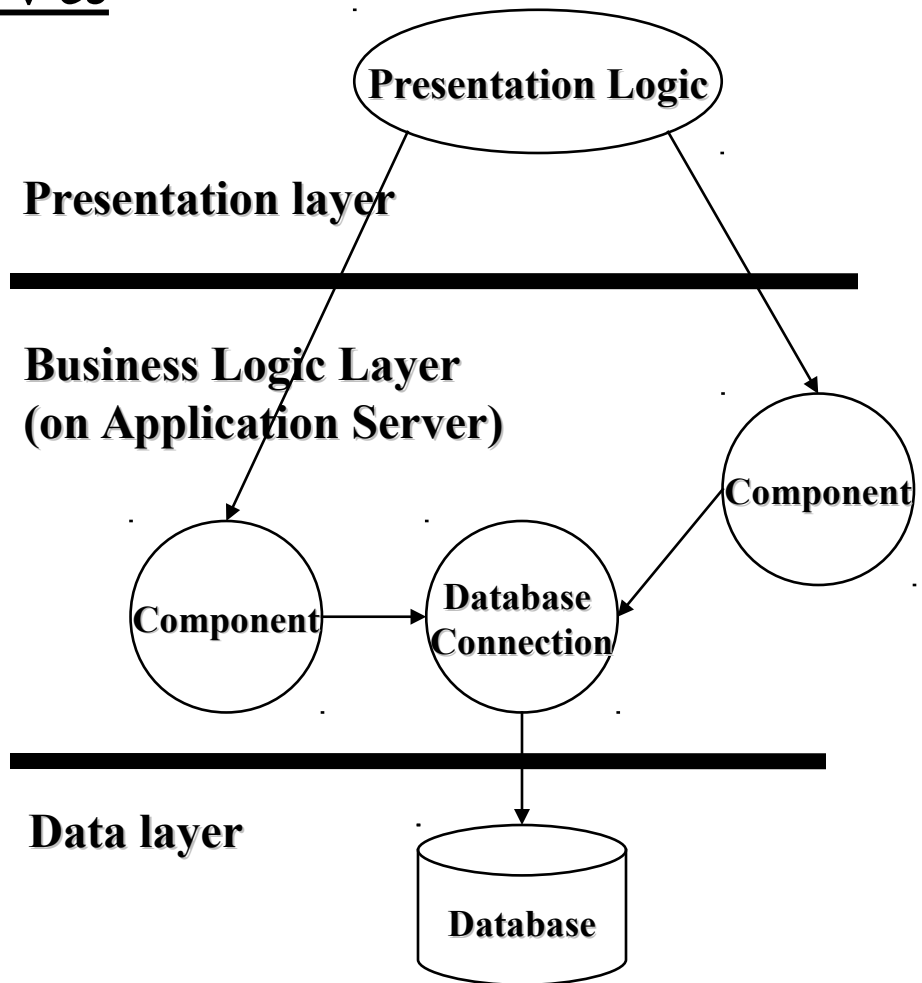 Presentation Logic
Presentation layer
Business Logic Layer
(on Application Server)
Component
Component
Database
Connection
Data layer
Database